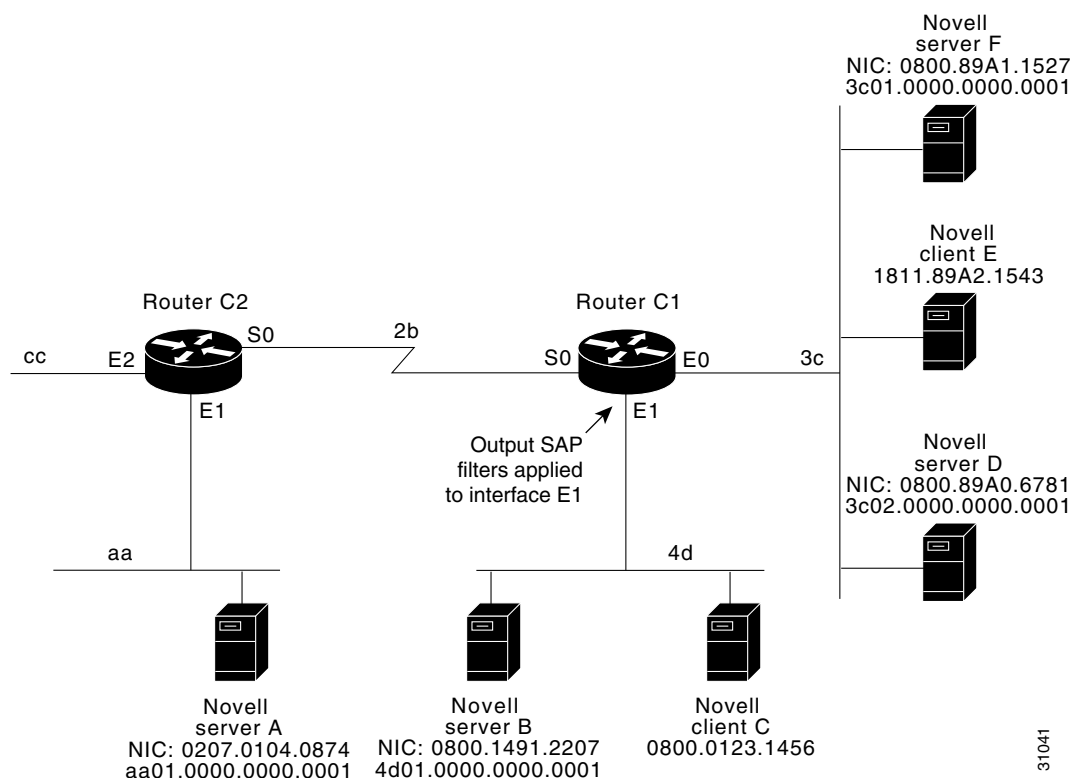 Novell
server F
NIC: 0800.89A1.1527
3c01.0000.0000.0001
Novell
client E
1811.89A2.1543
Router C2
Router C1
S0
2b
cc
E2
S0
E0
3c
E1
E1
Output SAP
filters applied
to interface E1
Novell
server D
NIC: 0800.89A0.6781
3c02.0000.0000.0001
aa
4d
Novell
server A
NIC: 0207.0104.0874
aa01.0000.0000.0001
Novell
server B
NIC: 0800.1491.2207
4d01.0000.0000.0001
Novell
client C
0800.0123.1456
31041